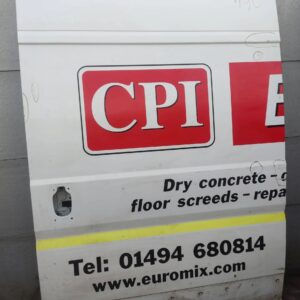 CPI E
Dry concrete -
floor screeds - repa
Tel: 01494 680814
www.euromix.com